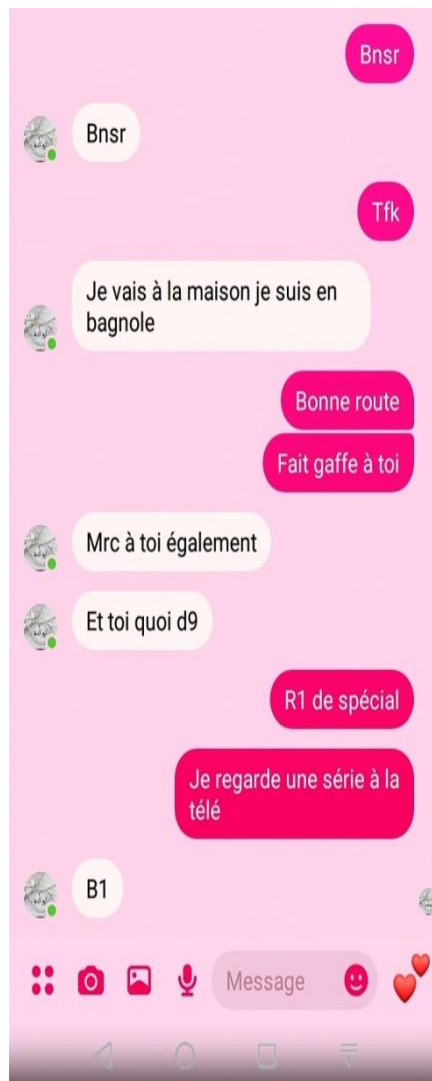 Bnsr
Bnsr
Tfk
Je vais à la maison je suis en
bagnole
Bonne route
Fait gaffe à toi
Mrc à toi également
Et toi quoi d9
R1 de spécial
Je regarde une série à la
télé
B1
Message